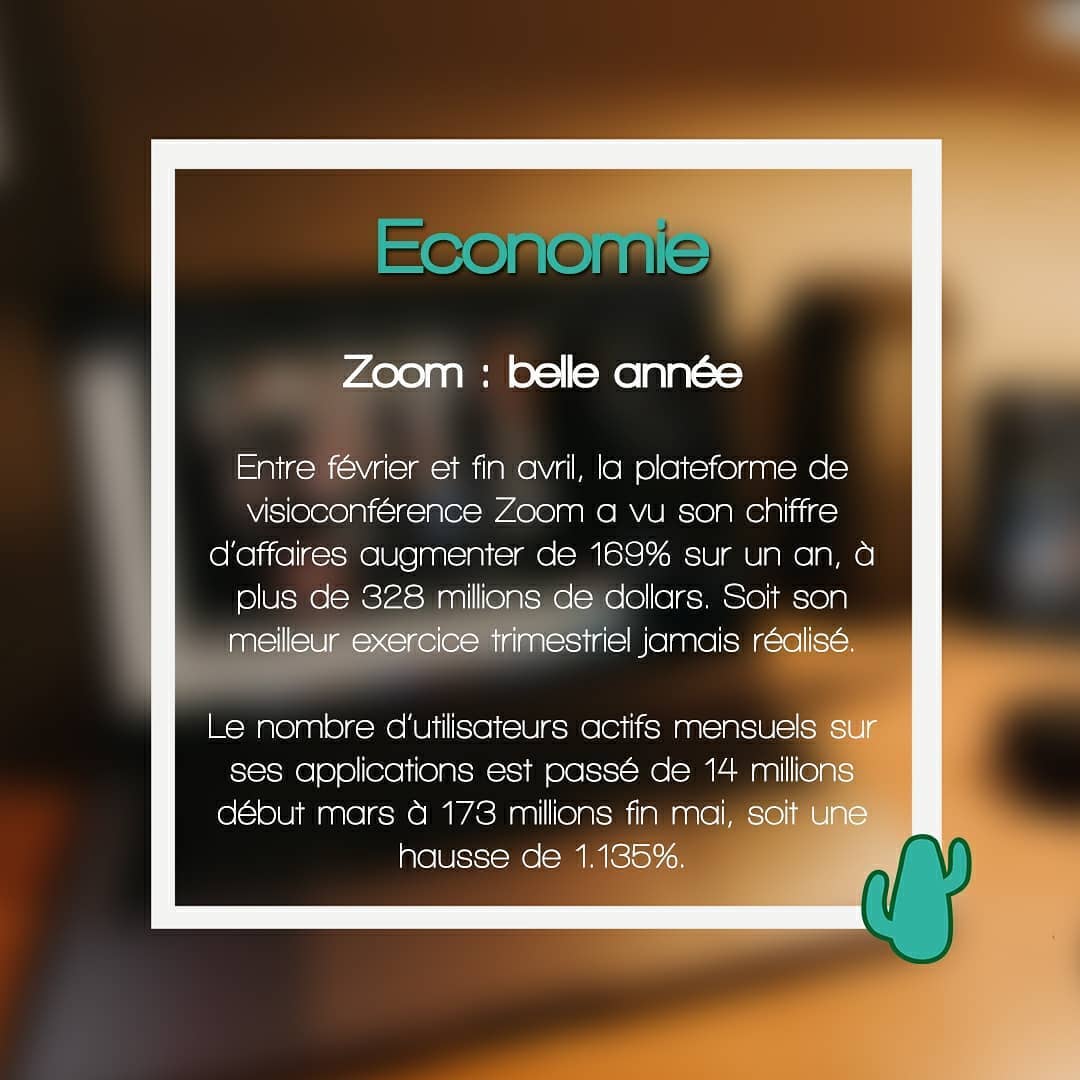 Economie
Zoom : belle année
Entre février et fin avril, la plateforme de
visioconférence Zoom a vu son chiffre
d'affaires augmenter de 169% sur un an, à
plus de 328 millions de dollars. Soit son
meilleur exercice trimestriel jamais réalisé.
Le nombre d'utilisateurs actifs mensuels sur
ses applications est passé de 14 millions
début mars à 173 millions fin mai, soit une
hausse de 1.135%.